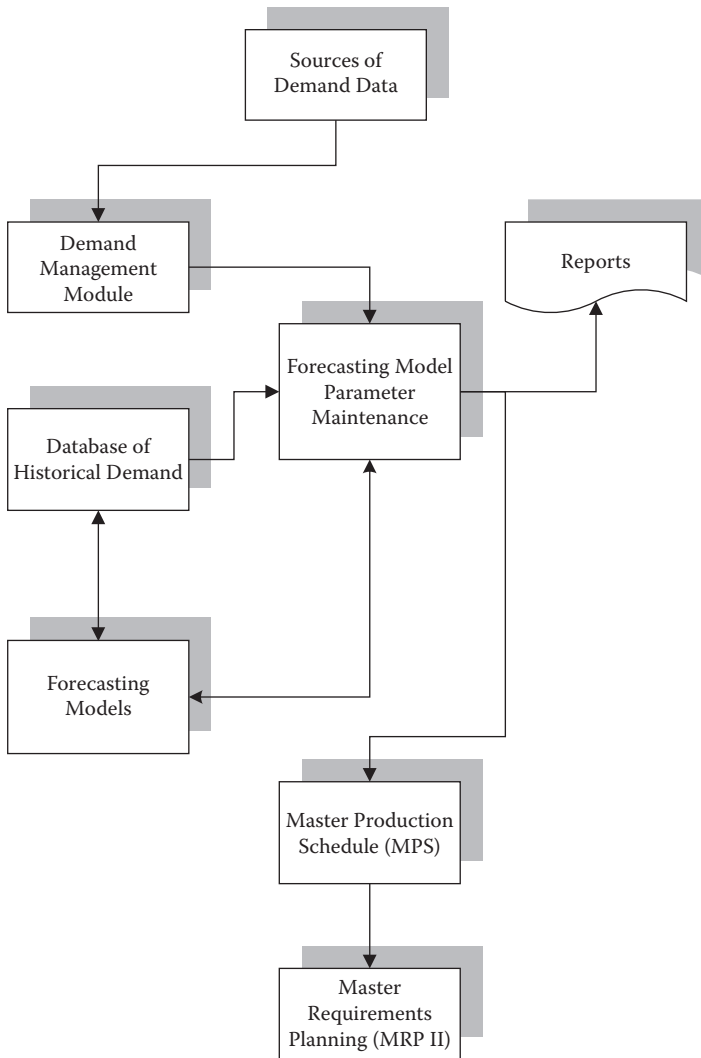 Sources of
Demand Data
Demand
Management
Module
Reports
Forecasting Model
Parameter
Maintenance
Database of
Historical Demand
Forecasting
Models
Master Production
Schedule (MPS)
Master
Requirements
Planning (MRP II)